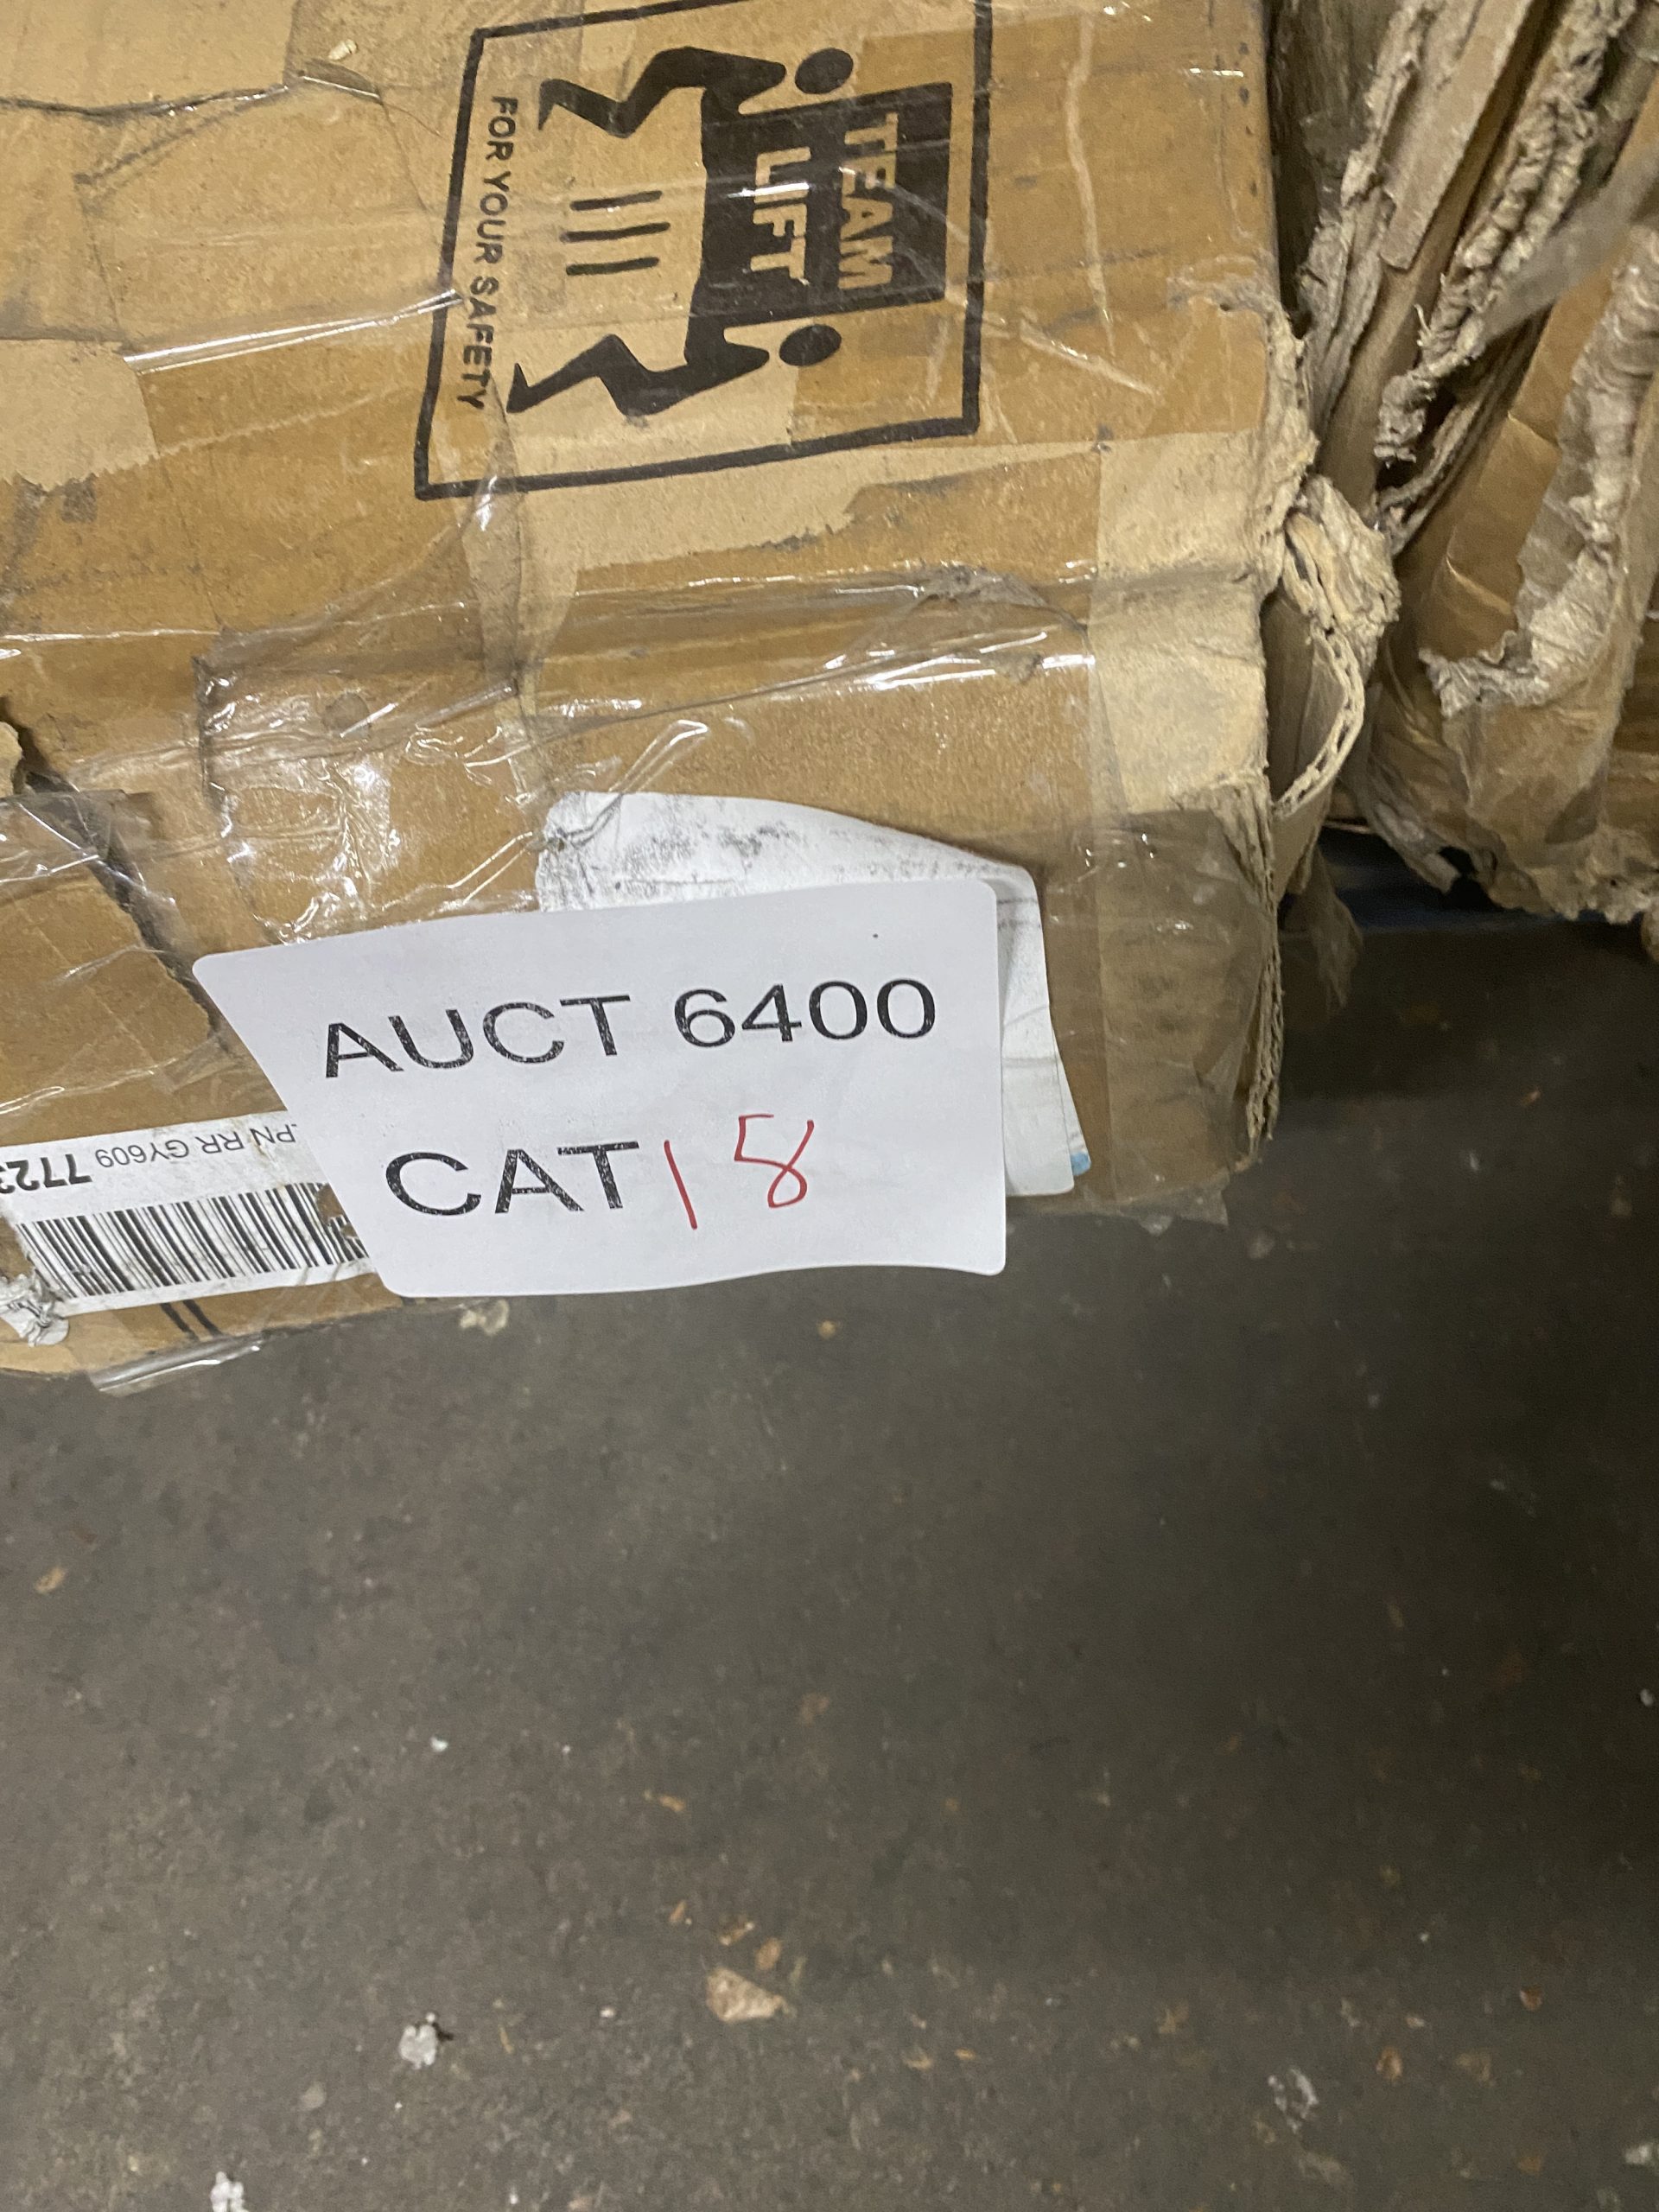 TEAM
LIFT
FOR YOUR SAFETY
AUCT 6400
CAT 18
PN RR GY609 7723